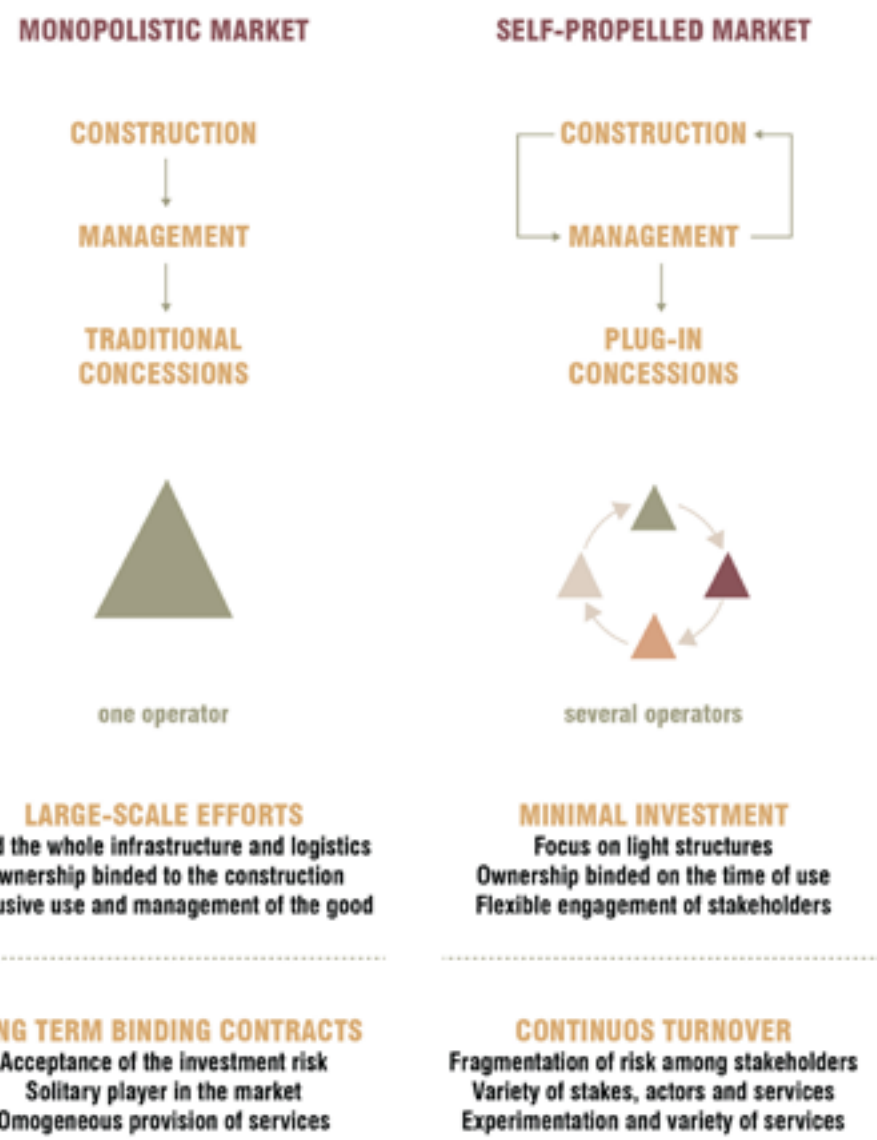 MONOPOLISTIC MARKET
CONSTRUCTION
MANAGEMENT
TRADITIONAL
CONCESSIONS
one operator
LARGE-SCALE EFFORTS
the whole infrastructure and logistics
binded to the construction
use and management of the good
TERM BINDING CONTRACTS
Acceptance of the investment risk
Solitary player in the market
Omogeneous provision of services
SELF-PROPELLED MARKET
CONSTRUCTION
MANAGEMENT
PLUG-IN
CONCESSIONS
several operators
MINIMAL INVESTMENT
Focus on light structures
Ownership binded on the time of use
Flexible engagement of stakeholders
CONTINUOS TURNOVER
Fragmentation of risk among stakeholders
Variety of stakes, actors and services
Experimentation and variety of services